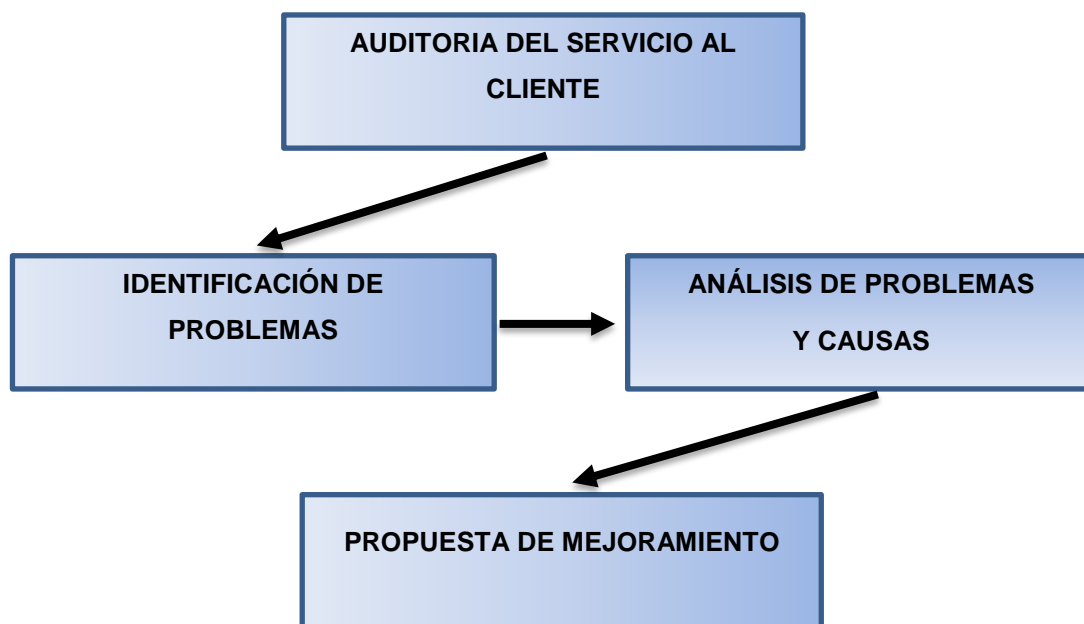 AUDITORIA DEL SERVICIO AL
CLIENTE
IDENTIFICACIÓN DE
PROBLEMAS
ANÁLISIS DE PROBLEMAS
Y CAUSAS
PROPUESTA DE MEJORAMIENTO